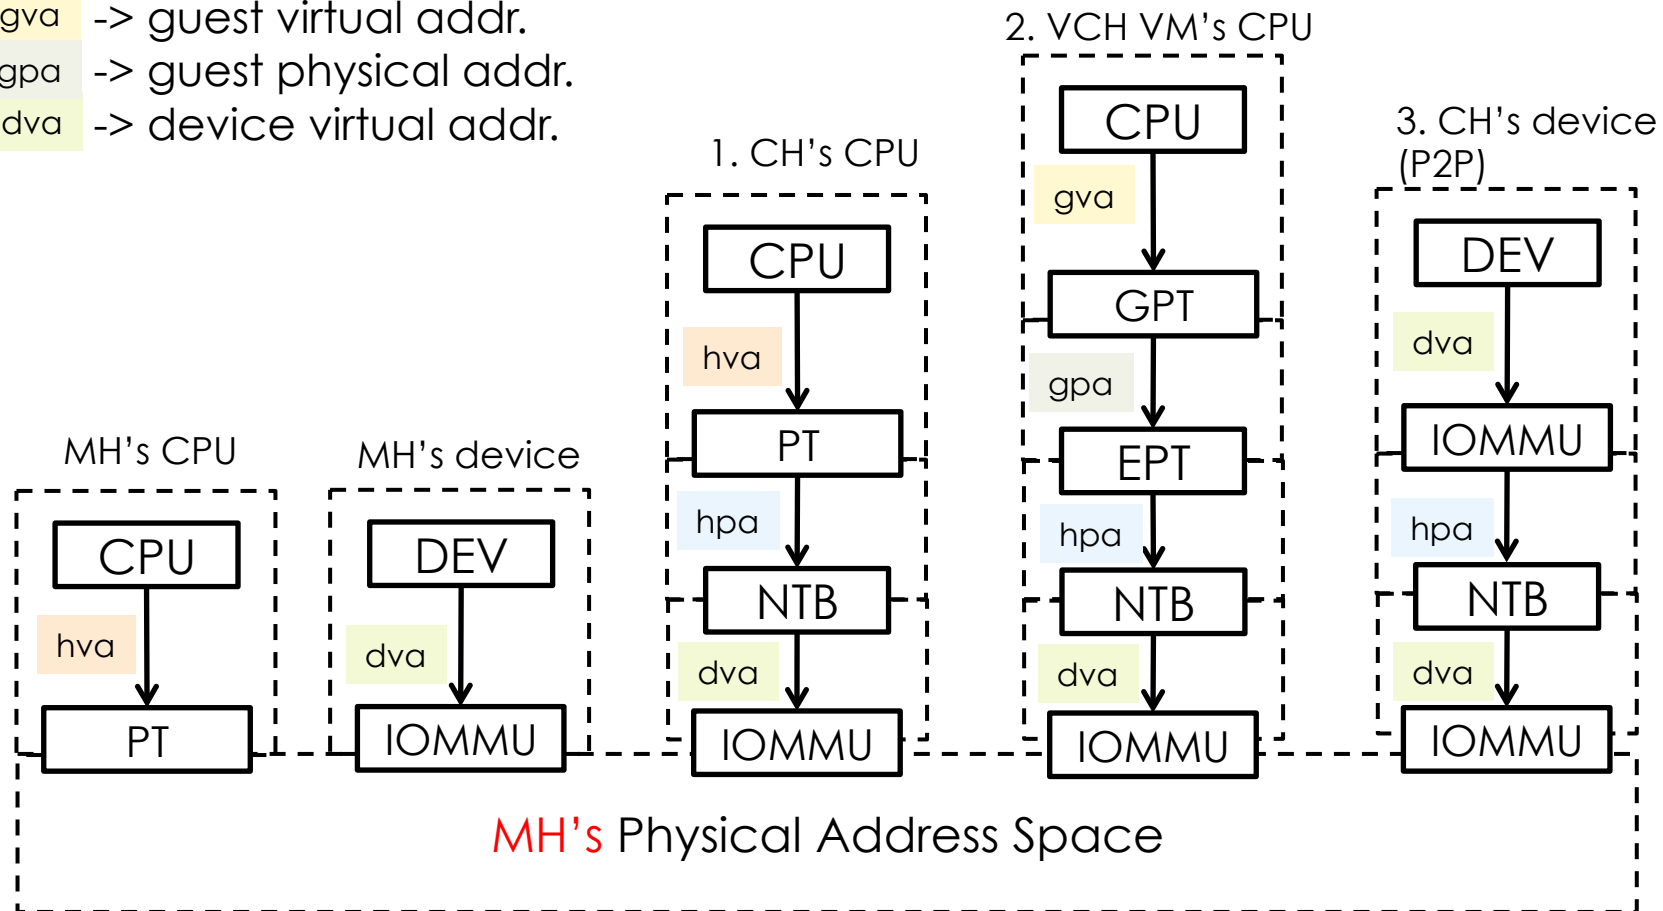 gva -> guest virtual addr.
gpa -> guest physical addr.
dva -> device virtual addr.
MH's CPU
CPU
hva
PT
MH's device
DEV
dva
IOMMU
1. CH's CPU
CPU
hva
PT
hpa
NTB
dva
IOMMU
2. VCH VM's CPU
CPU
gva
GPT
gpa
EPT
hpa
NTB
dva
IOMMU
3. CH's device
(P2P)
DEV
dva
IOMMU
hpa
NTB
dva
IOMMU
MH's Physical Address Space